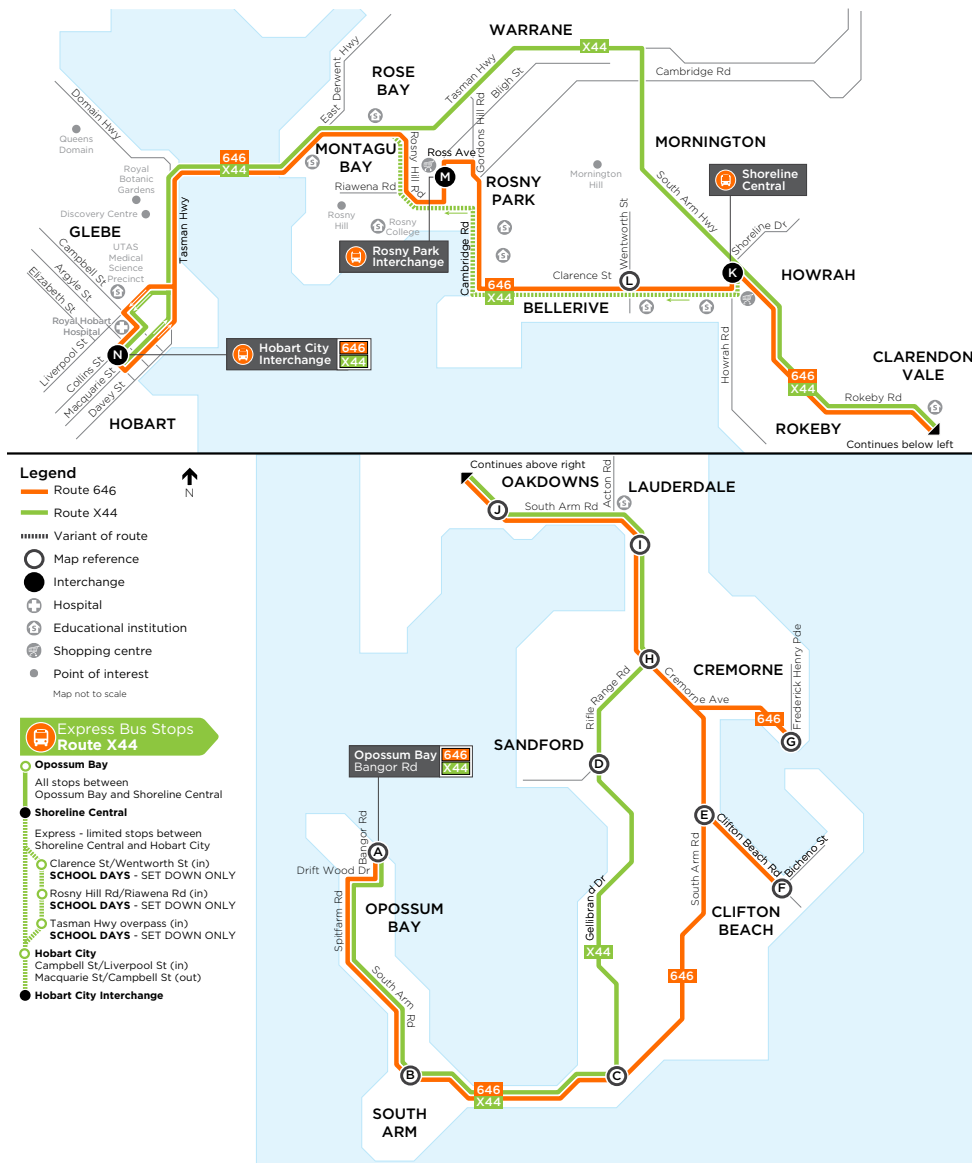 WARRANE
X44
Cambridge Rd
Tasman Hwy
Bligh St
ROSE
BAY
East Derwent Hwy
Domain Hwy
Queens
Domain
646
X44
MONTAGU
BAY
Rosny Hill Rd
Ross Ave
Gordons Hill Rd
M
MORNINGTON
Mornington
Hill
Shoreline
Central
Royal
Botanic
Gardens
Discovery Centre
Riawena Rd
ROSNY
PARK
South Arm Hwy
Shoreline Dr
GLEBE
UTAS
Medical
Science
Precinct
Tasman Hwy
Rosny
Hill
Rosny
College
Rosny Park
Interchange
Cambridge Rd
Wentworth St
Clarence St
L
K
HOWRAH
Campbell St
Argyle St
Elizabeth St
Royal Hobart
Hospital
646
X44
BELLERIVE
Howrah Rd
Liverpool St
Collins St
Macquarie St
Davey St
N
Hobart City
Interchange
646
X44
HOBART
CLARENDON
VALE
646
X44
Rokeby Rd
ROKEBY
Continues below left
Legend
N
Route 646
Route X44
Variant of route
Map reference
Interchange
Hospital
Educational institution
Shopping centre
Point of interest
Map not to scale
Express Bus Stops
Route X44
Opossum Bay
All stops between
Opossum Bay and Shoreline Central
Shoreline Central
Express - limited stops between
Shoreline Central and Hobart City
Clarence St/Wentworth St (in)
SCHOOL DAYS - SET DOWN ONLY
Rosny Hill Rd/Riawena Rd (in)
SCHOOL DAYS - SET DOWN ONLY
Tasman Hwy overpass (in)
SCHOOL DAYS - SET DOWN ONLY
Hobart City
Campbell St/Liverpool St (in)
Macquarie St/Campbell St (out)
Hobart City Interchange
Continues above right
OAKDOWNS
Acton Rd
LAUDERDALE
J
South Arm Rd
I
H
CREMORNE
Cremorne Ave
Frederick Henry Pde
646
G
Rifle Range Rd
SANDFORD
D
Opossum Bay
Bangor Rd
646
X44
Bangor Rd
A
Drift Wood Dr
OPOSSUM
BAY
Spitfarm Rd
South Arm
Rd
E
Clifton Beach Rd
Bicheno St
F
South Arm Rd
CLIFTON
BEACH
Gellibrand Dr
X44
646
B
C
646
X44
SOUTH
ARM